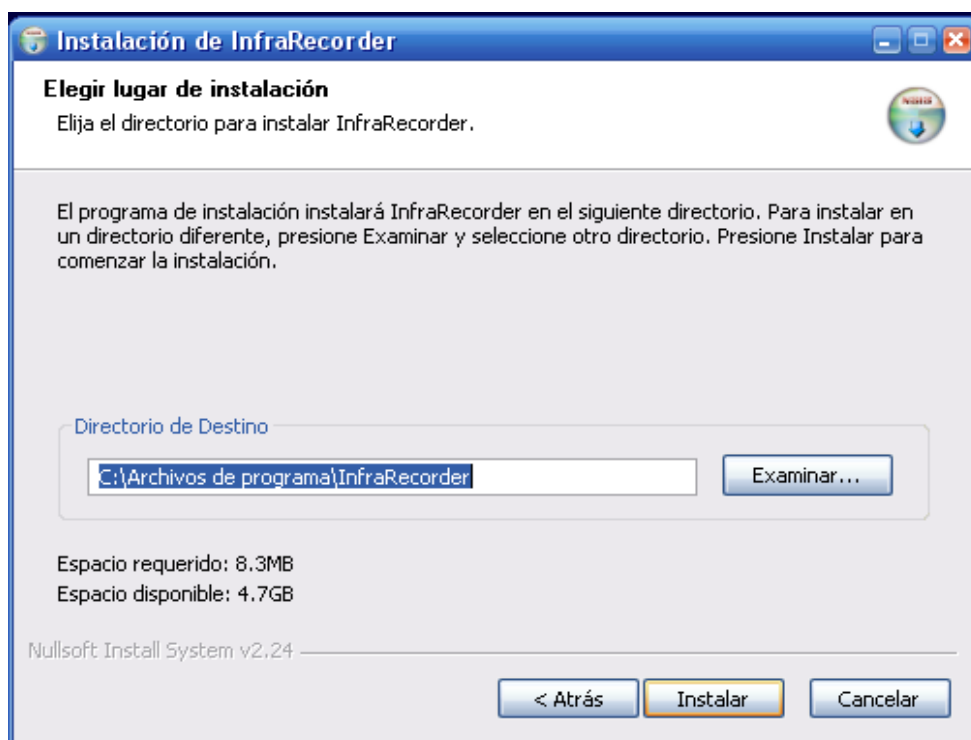 Instalación de InfraRecorder
Elegir lugar de instalación
Elija el directorio para instalar InfraRecorder.
El programa de instalación instalará InfraRecorder en el siguiente directorio. Para instalar en
un directorio diferente, presione Examinar y seleccione otro directorio. Presione Instalar para
comenzar la instalación.
Directorio de Destino
C:\Archivos de programa\InfraRecorder
Examinar...
Espacio requerido: 8.3MB
Espacio disponible: 4.7GB
Nullsoft Install System v2.24
< Atrás
Instalar
Cancelar